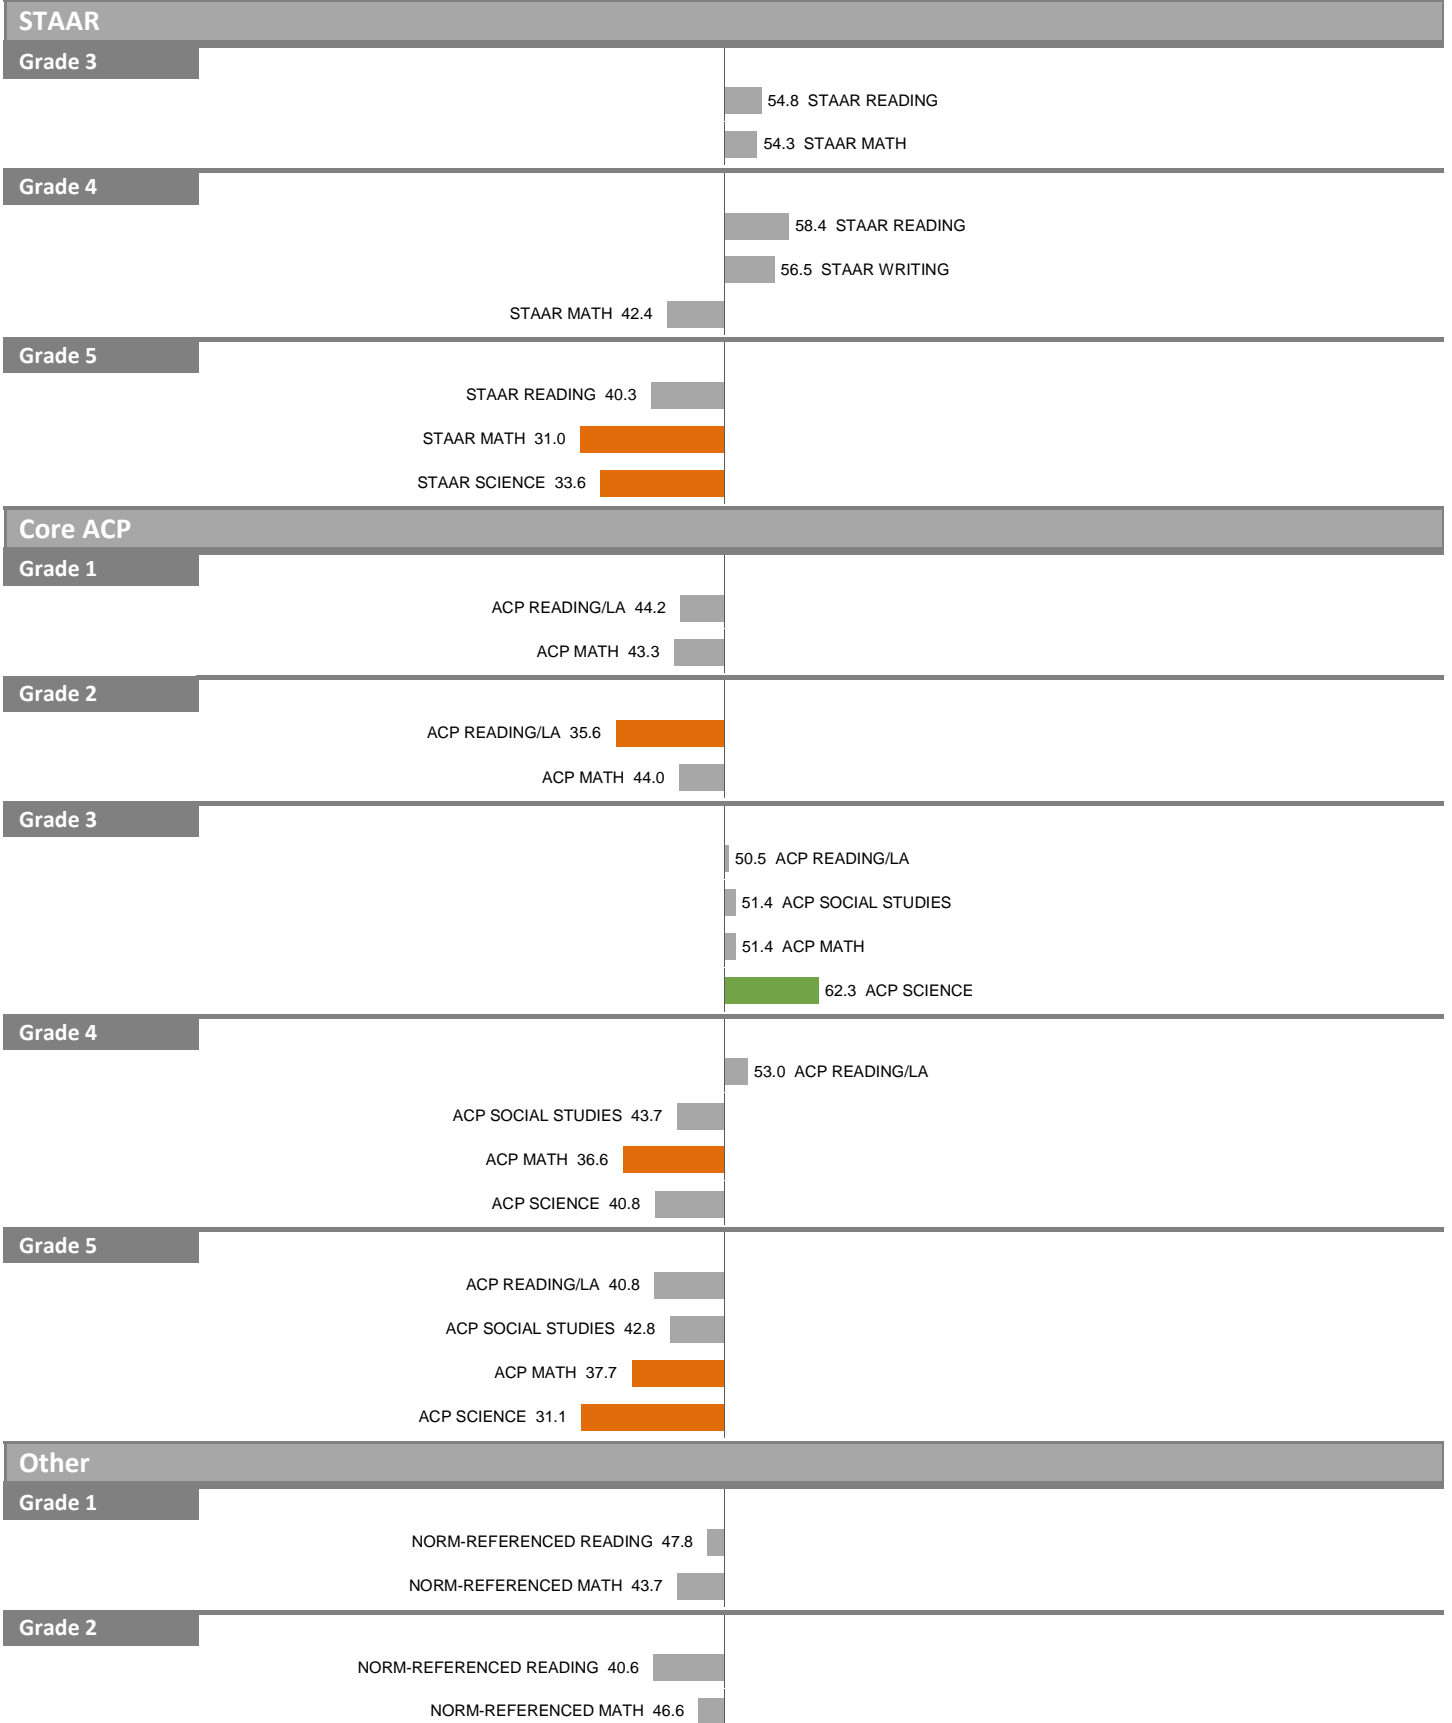 STAAR
Grade 3
54.8 STAAR READING
54.3 STAAR MATH
Grade 4
58.4 STAAR READING
56.5 STAAR WRITING
STAAR MATH 42.4
Grade 5
STAAR READING 40.3
STAAR MATH 31.0
STAAR SCIENCE 33.6
Core ACP
Grade 1
ACP READING/LA 44.2
ACP MATH 43.3
Grade 2
ACP READING/LA 35.6
ACP MATH 44.0
Grade 3
50.5 ACP READING/LA
51.4 ACP SOCIAL STUDIES
51.4 ACP MATH
62.3 ACP SCIENCE
Grade 4
53.0 ACP READING/LA
ACP SOCIAL STUDIES 43.7
ACP MATH 36.6
ACP SCIENCE 40.8
Grade 5
ACP READING/LA 40.8
ACP SOCIAL STUDIES 42.8
ACP MATH 37.7
ACP SCIENCE 31.1
Other
Grade 1
NORM-REFERENCED READING 47.8
NORM-REFERENCED MATH 43.7
Grade 2
NORM-REFERENCED READING 40.6
NORM-REFERENCED MATH 46.6